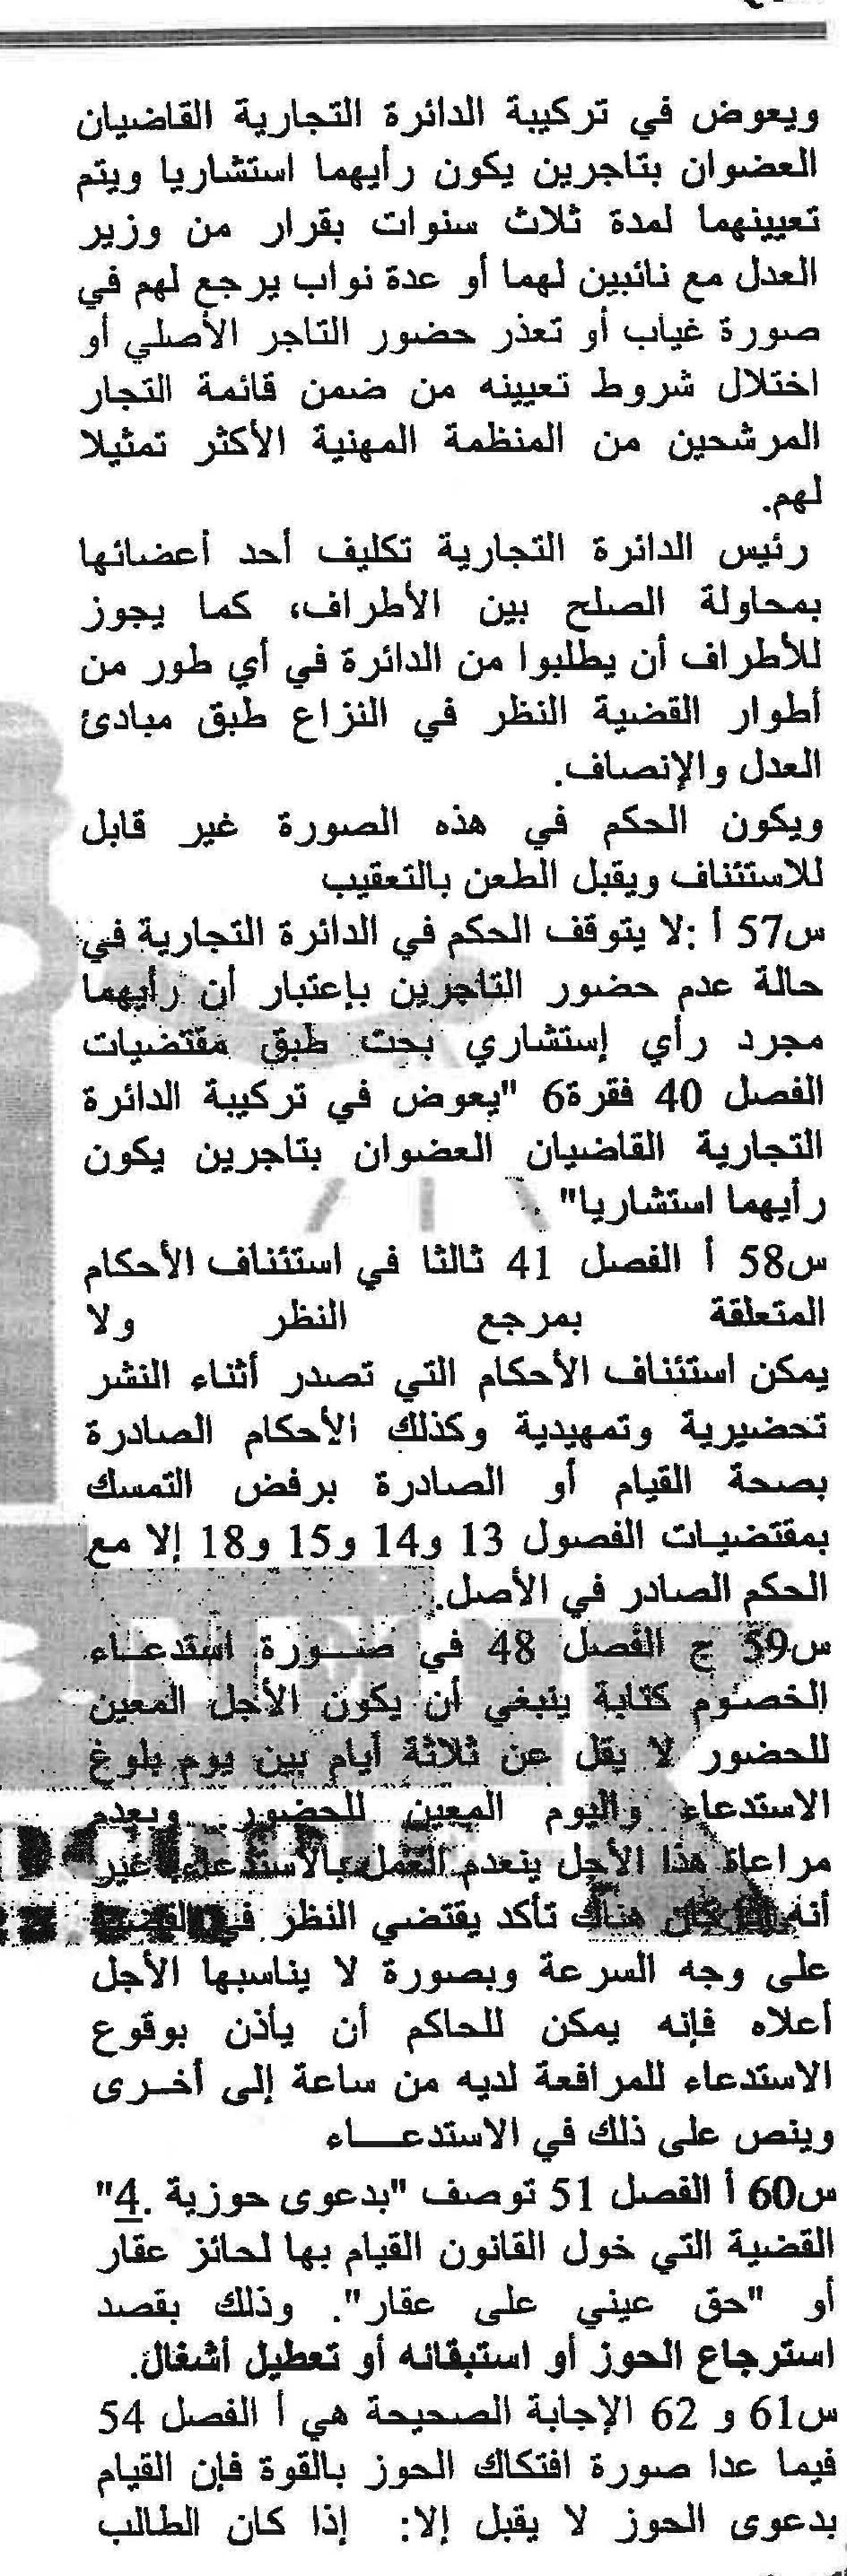 ويعوض في تركيبة الدائرة التجارية القاضيان
العضوان بتاجرين يكون رأيهما استشاريا ويتم
تعيينهما لمدة ثلاث سنوات بقرار من وزير
العدل مع نائبين لهما أو عدة نواب يرجع لهم في
صورة غياب أو تعذر حضور التاجر الأصلي أو
اختلال شروط تعيينه من ضمن قائمة التجار
المرشحين من المنظمة المهنية الأكثر تمثيلا
لهم.
رئيس الدائرة التجارية تكليف أحد أعضائها
بمحاولة الصلح بين الأطراف، كما يجوز
للأطراف أن يطلبوا من الدائرة في أي طور من
أطوار القضية النظر في النزاع طبق مبادئ
العدل والإنصاف.
ويكون الحكم في هذه الصورة غير قابل
للاستئناف ويقبل الطعن بالتعقيب
س57 أ :لا يتوقف الحكم في الدائرة التجارية في
حالة عدم حضور التاجرين بإعتبار أن رأيهما
مجرد رأي إستشاري بحت طبق مقتضيات
الفصل 40 فقرة6 "يعوض في تركيبة الدائرة
التجارية القاضيان العضوان بتاجرين يكون
رأيهما استشاريا" .
س58 أ الفصل 41 ثالثا في استئناف الأحكام
المتعلقة بمرجع النظر ولا
يمكن استئناف الأحكام التي تصدر أثناء النشر
تحضيرية وتمهيدية وكذلك الأحكام الصادرة
بصحة القيام أو الصادرة برفض التمسك
بمقتضيات الفصول 13 و14 و15 و18 إلا مع
الحكم الصادر في الأصل.
س59 ج الفصل 48 في صـــورة استدعـاء
الخصوم كتابة ينبغي أن يكون الأجل المعين
للحضور لا يقل عن ثلاثة أيام بين يوم بلوغ
الاستدعاء واليوم المعين للحضور. وبعدم
مراعاة هذا الأجل ينعدم العمل بالاستدعاء غير
أنه هناك تأكد يقتضي النظر في القضية
على وجه السرعة وبصورة لا يناسبها الأجل
أعلاه فإنه يمكن للحاكم أن يأذن بوقوع
الاستدعاء للمرافعة لديه من ساعة إلى أخـرى
وينص على ذلك في الاستدعـــاء
س60 أ الفصل 51 توصف "بدعوى حوزية .4"
القضية التي خول القانون القيام بها لحائز عقار
أو "حق عيني على عقار". وذلك بقصد
استرجاع الحوز أو استبقائه أو تعطيل أشغال.
س61 و 62 الإجابة الصحيحة هي أ الفصل 54
فيما عدا صورة افتكاك الحوز بالقوة فإن القيام
بدعوى الحوز لا يقبل إلا: إذا كان الطالب